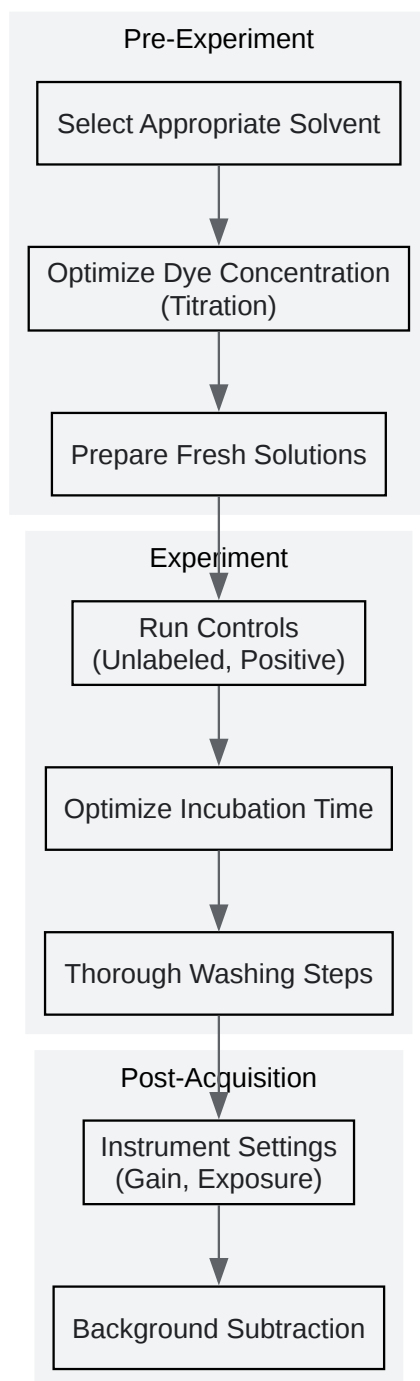 Pre-Experiment
Select Appropriate Solvent
Optimize Dye Concentration
(Titration)
Prepare Fresh Solutions
Experiment
Run Controls
(Unlabeled, Positive)
Optimize Incubation Time
Thorough Washing Steps
Post-Acquisition
Instrument Settings
(Gain, Exposure)
Background Subtraction